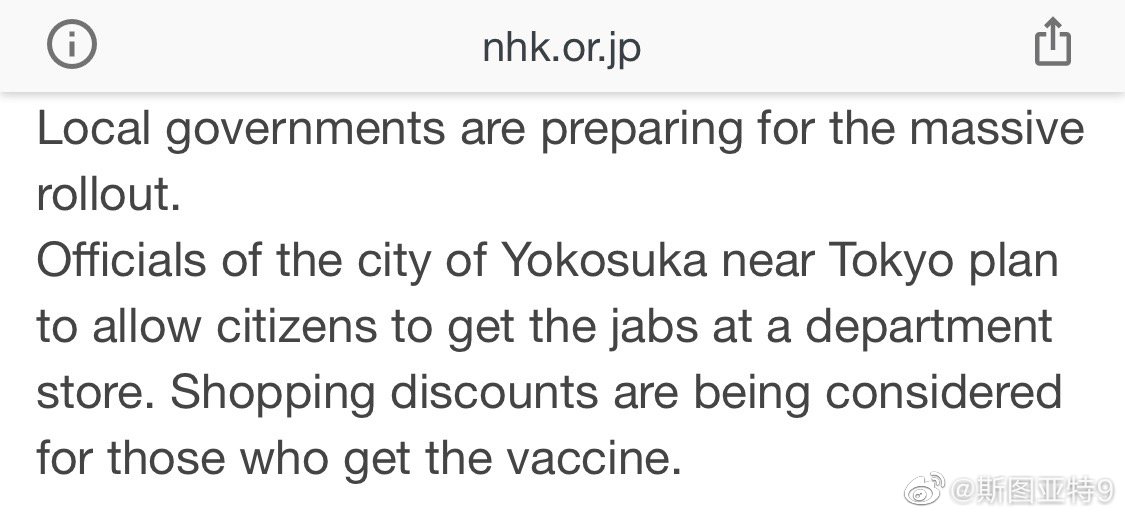 nhk.or.jp
Local governments are preparing for the massive
rollout.
Officials of the city of Yokosuka near Tokyo plan
to allow citizens to get the jabs at a department
store. Shopping discounts are being considered
for those who get the vaccine.
@斯图亚特9